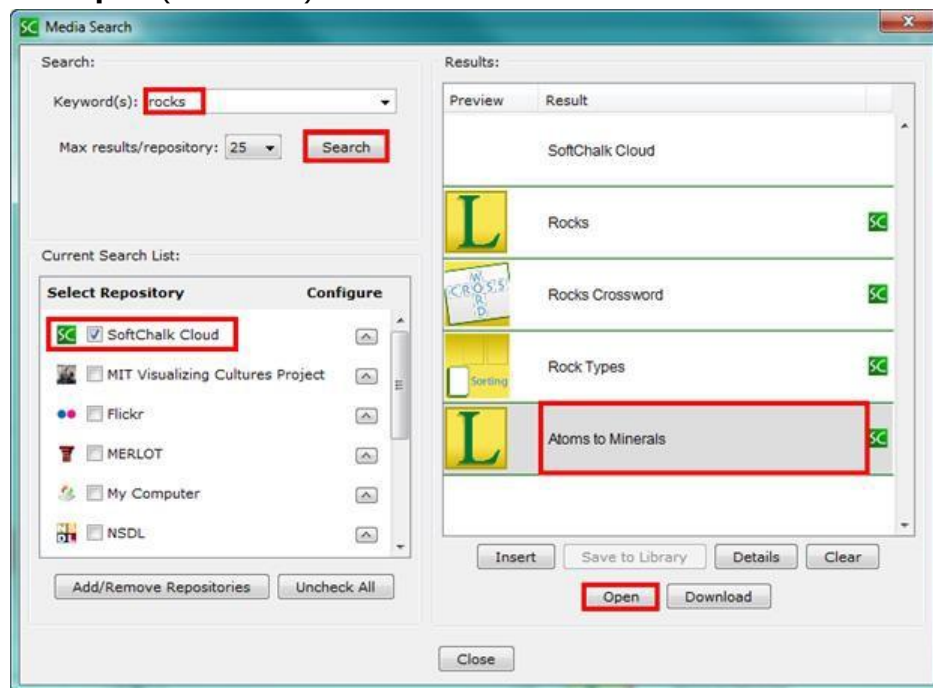 Media Search
Search:
Keyword(s): rocks
Max results/repository: 25 Search
Current Search List:
Select Repository Configure
SC SoftChalk Cloud
MIT Visualizing Cultures Project
Flickr
MERLOT
My Computer
NSDL
Add/Remove Repositories Uncheck All
Results:
Preview Result
SoftChalk Cloud
L Rocks SC
CROSS WORD Rocks Crossword SC
Sorting Rock Types SC
L Atoms to Minerals SC
Insert Save to Library Details Clear
Open Download
Close